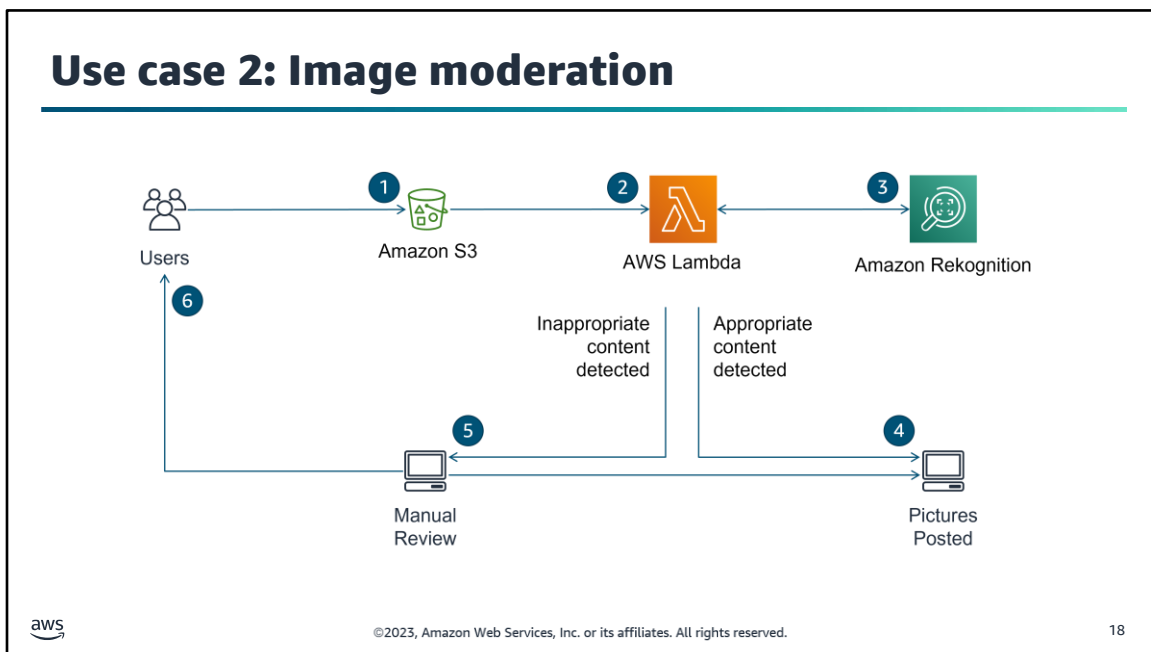 Use case 2: Image moderation
1
2
3
Users
Amazon S3
AWS Lambda
Amazon Rekognition
6
Inappropriate
content
detected
Appropriate
content
detected
5
4
Manual
Review
Pictures
Posted
aws
©2023, Amazon Web Services, Inc. or its affiliates. All rights reserved.
18